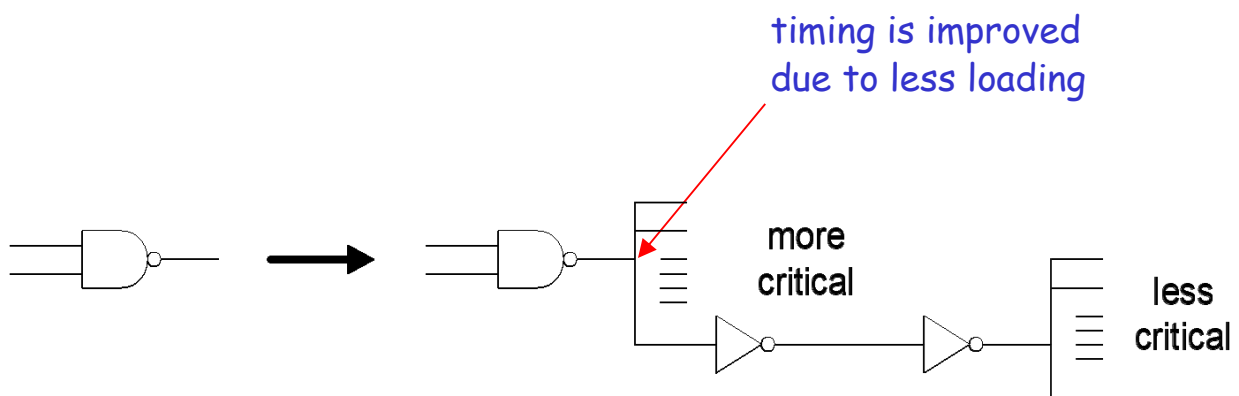 timing is improved
due to less loading
more
critical
less
critical